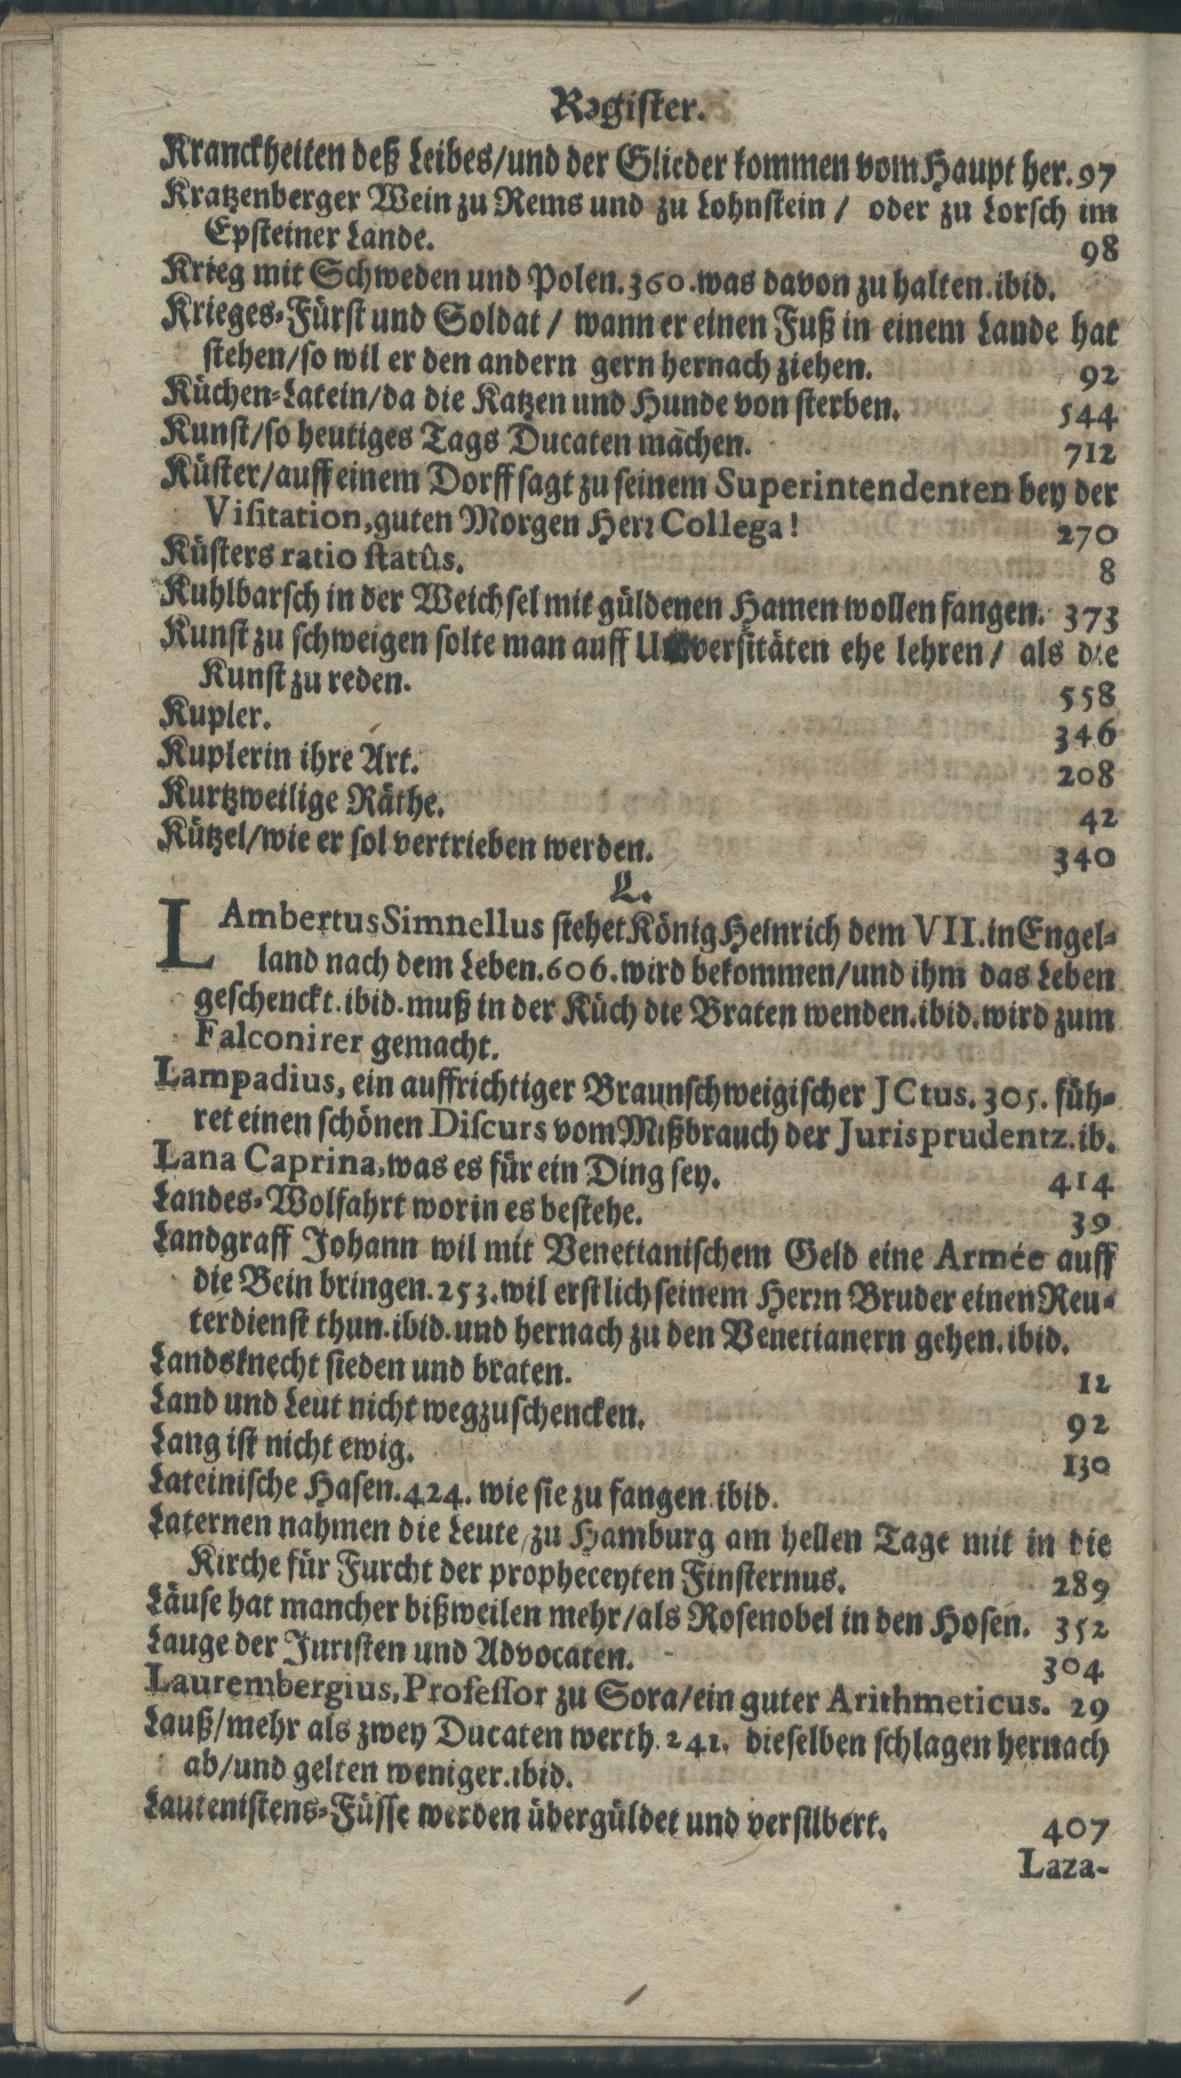 Register.
Kranckheiten deß Leibes/und der Glieder kommen vom Haupt her. 97
Kratzenberger Wein zu Rems und zu Lohnstein / oder zu Lorsch im
Epsteiner Lande. 98
Krieg mit Schweden und Polen. 360. was davon zu halten. ibid.
Krieges-Fürst und Soldat / wann er einen Fuß in einem Lande hat
stehen/so wil er den andern gern hernach ziehen. 92
Küchen-Latein/da die Katzen und Hunde von sterben. 544
Kunst/so heutiges Tags Ducaten machen. 712
Küster/auff einem Dorff sagt zu seinem Superintendenten bey der
Visitation, guten Morgen Herr Collega! 270
Küsters ratio statûs. 8
Kuhlbarsch in der Weichsel mit güldenen Hamen wollen fangen. 373
Kunst zu schweigen solte man auff Universitäten ehe lehren / als die
Kunst zu reden. 558
Kupler. 346
Kuplerin ihre Art. 208
Kurtzweilige Räthe. 42
Kützel/wie er sol vertrieben werden. 340
L.
LAmbertus Simnellus stehet König Heinrich dem VII. in Engel-
land nach dem Leben. 606. wird bekommen/und ihm das Leben
geschenckt. ibid. muß in der Küch die Braten wenden. ibid. wird zum
Falconirer gemacht.
Lampadius, ein auffrichtiger Braunschweigischer JCtus. 305. füh-
ret einen schönen Discurs vom Mißbrauch der Jurisprudentz. ib.
Lana Caprina, was es für ein Ding sey. 414
Landes-Wolfahrt worin es bestehe. 39
Landgraff Johann wil mit Venetianischem Geld eine Armée auff
die Bein bringen. 253. wil erstlich seinem Herrn Bruder einen Reu-
terdienst thun. ibid. und hernach zu den Venetianern gehen. ibid.
Landsknecht sieden und braten. 12
Land und Leut nicht wegzuschencken. 92
Lang ist nicht ewig. 130
Lateinische Hasen. 424. wie sie zu fangen. ibid.
Laternen nahmen die Leute zu Hamburg am hellen Tage mit in die
Kirche für Furcht der propheceyten Finsternus. 289
Läuse hat mancher bißweilen mehr/als Rosenobel in den Hosen. 352
Lauge der Juristen und Advocaten. 304
Laurembergius, Professor zu Sora/ein guter Arithmeticus. 29
Lauß/mehr als zwey Ducaten werth. 241. dieselben schlagen hernach
ab/und gelten weniger. ibid.
Lautenistens-Füsse werden übergüldet und versilbert. 407
Laza-